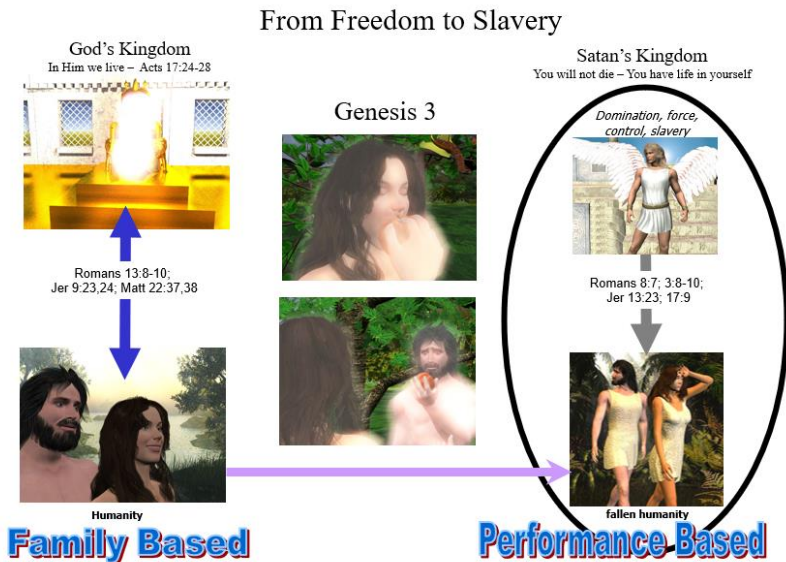 From Freedom to Slavery
God's Kingdom
In Him we live – Acts 17:24-28
Romans 13:8-10;
Jer 9:23,24; Matt 22:37,38
Humanity
Family Based
Genesis 3
Satan's Kingdom
You will not die – You have life in yourself
Domination, force,
control, slavery
Romans 8:7; 3:8-10;
Jer 13:23; 17:9
fallen humanity
Performance Based